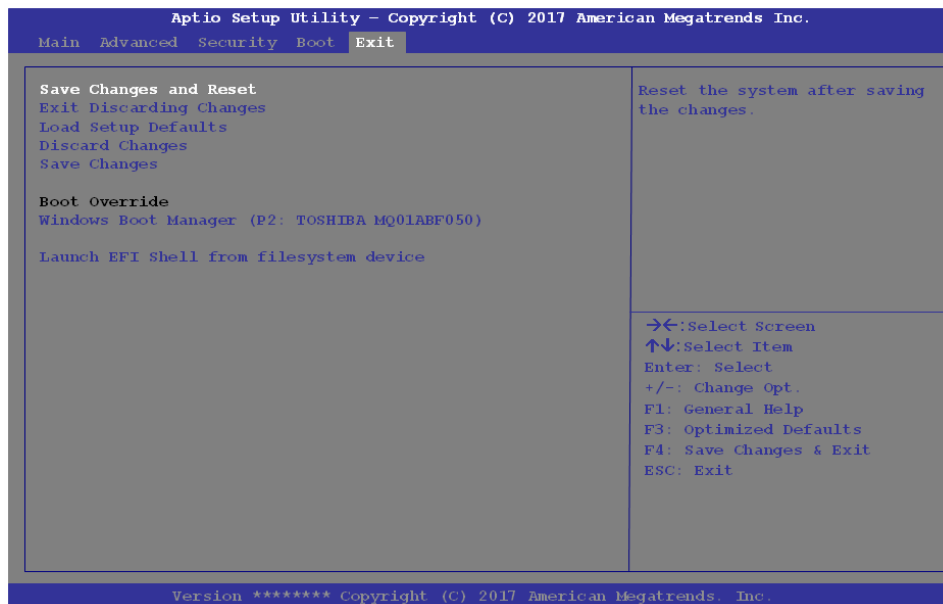 Aptio Setup Utility – Copyright (C) 2017 American Megatrends Inc.
Main Advanced Security Boot Exit
Save Changes and Reset
Exit Discarding Changes
Load Setup Defaults
Discard Changes
Save Changes
Boot Override
Windows Boot Manager (P2: TOSHIBA MQ01ABF050)
Launch EFI Shell from filesystem device
Reset the system after saving
the changes.
→←:Select Screen
↑↓:Select Item
Enter: Select
+/-: Change Opt.
F1: General Help
F3: Optimized Defaults
F4: Save Changes & Exit
ESC: Exit
Version ******** Copyright (C) 2017 American Megatrends. Inc.